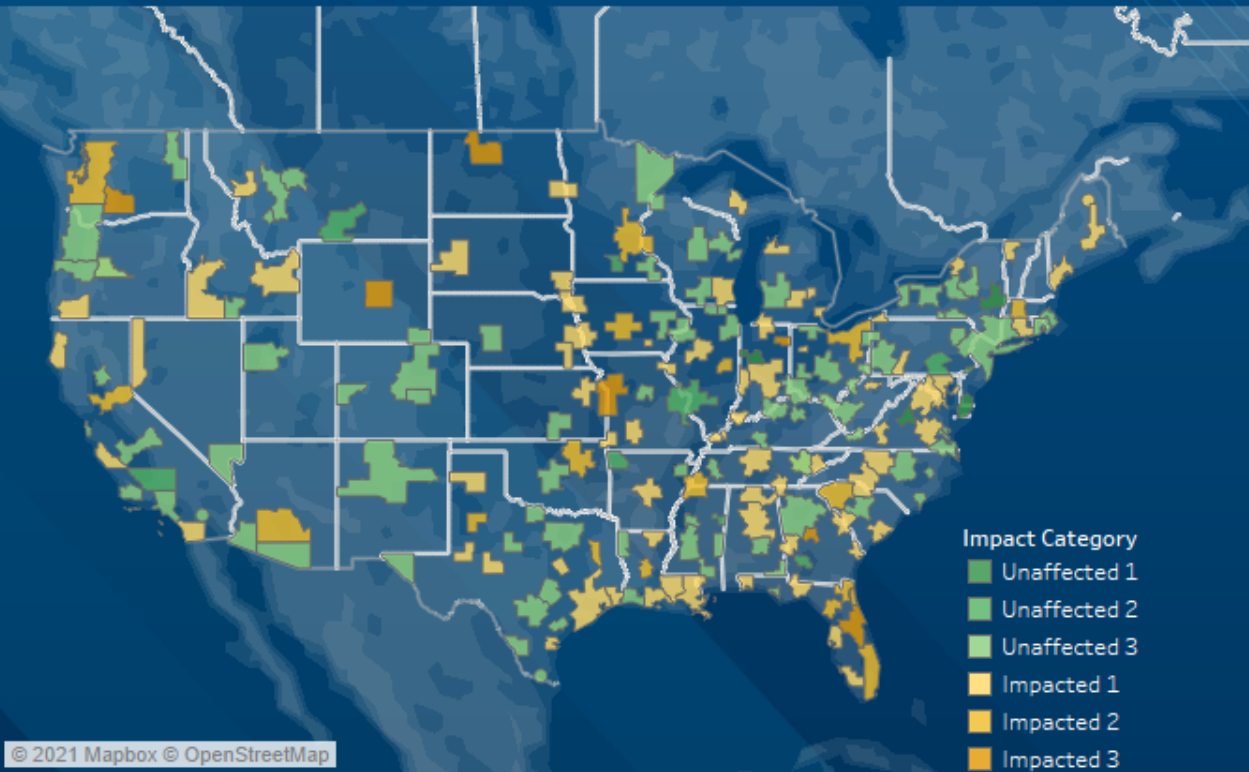 Impact Category
Unaffected 1
Unaffected 2
Unaffected 3
Impacted 1
Impacted 2
Impacted 3
© 2021 Mapbox © OpenStreetMap